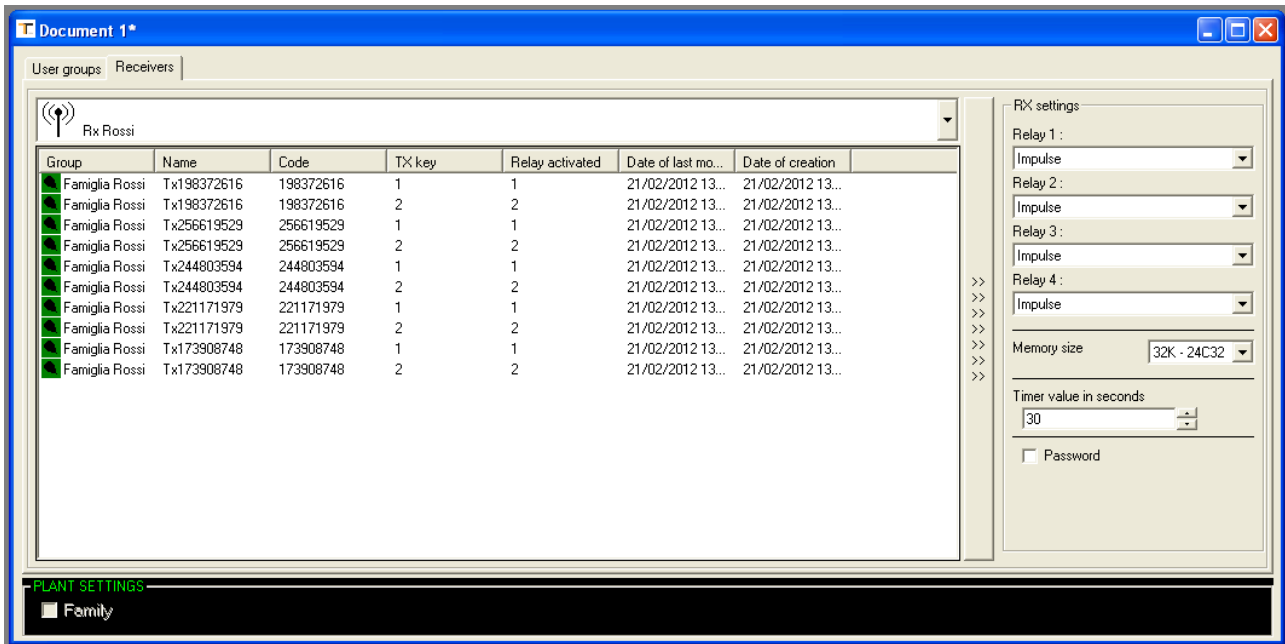 Document 1*
User groups Receivers
Rx Rossi
Group Name Code TX key Relay activated Date of last mo... Date of creation
Famiglia Rossi Tx198372616 198372616 1 1 21/02/2012 13... 21/02/2012 13...
Famiglia Rossi Tx198372616 198372616 2 2 21/02/2012 13... 21/02/2012 13...
Famiglia Rossi Tx256619529 256619529 1 1 21/02/2012 13... 21/02/2012 13...
Famiglia Rossi Tx256619529 256619529 2 2 21/02/2012 13... 21/02/2012 13...
Famiglia Rossi Tx244803594 244803594 1 1 21/02/2012 13... 21/02/2012 13...
Famiglia Rossi Tx244803594 244803594 2 2 21/02/2012 13... 21/02/2012 13...
Famiglia Rossi Tx221171979 221171979 1 1 21/02/2012 13... 21/02/2012 13...
Famiglia Rossi Tx221171979 221171979 2 2 21/02/2012 13... 21/02/2012 13...
Famiglia Rossi Tx173908748 173908748 1 1 21/02/2012 13... 21/02/2012 13...
Famiglia Rossi Tx173908748 173908748 2 2 21/02/2012 13... 21/02/2012 13...
>>
>>
>>
>>
>>
>>
>>
RX settings
Relay 1 :
Impulse
Relay 2 :
Impulse
Relay 3 :
Impulse
Relay 4 :
Impulse
Memory size 32K - 24C32
Timer value in seconds
30
Password
PLANT SETTINGS
Family